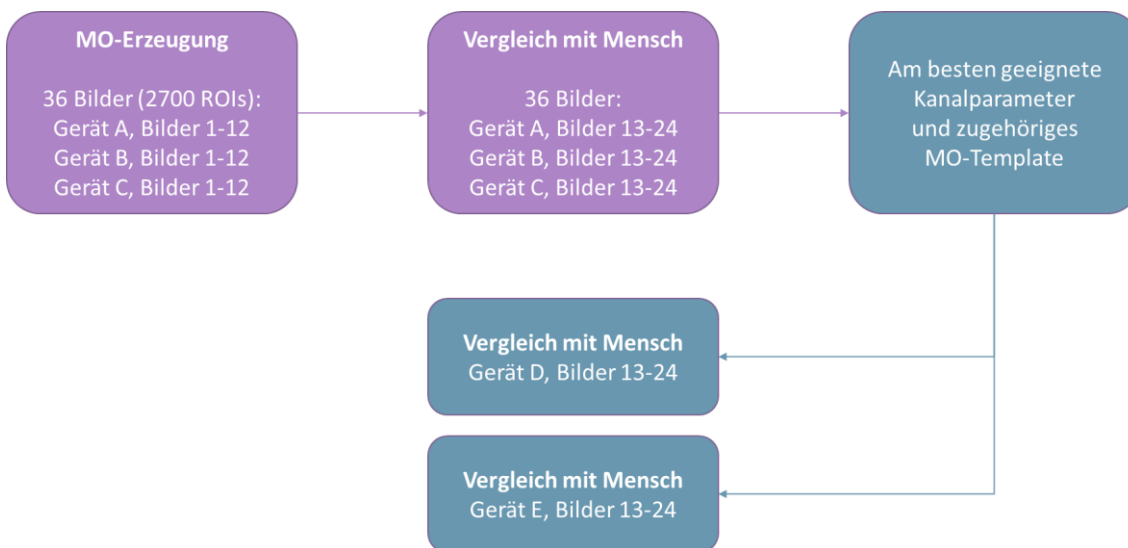 MO-Erzeugung
36 Bilder (2700 ROIs):
Gerät A, Bilder 1-12
Gerät B, Bilder 1-12
Gerät C, Bilder 1-12
Vergleich mit Mensch
36 Bilder:
Gerät A, Bilder 13-24
Gerät B, Bilder 13-24
Gerät C, Bilder 13-24
Am besten geeignete
Kanalparameter
und zugehöriges
MO-Template
Vergleich mit Mensch
Gerät D, Bilder 13-24
Vergleich mit Mensch
Gerät E, Bilder 13-24